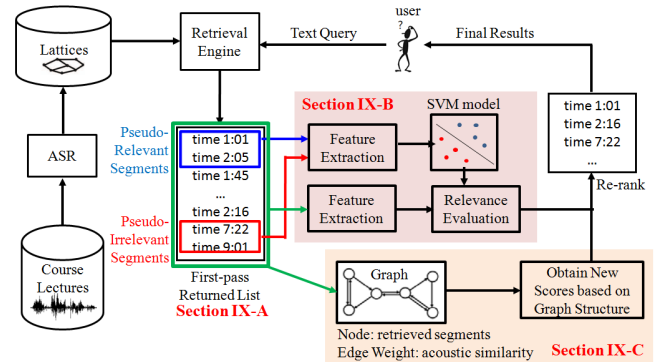 Lattices
Retrieval
Engine
Text Query
user
?
Final Results
ASR
Course
Lectures
Pseudo-
Relevant
Segments
Pseudo-
Irrelevant
Segments
time 1:01
time 2:05
time 1:45
...
time 2:16
time 7:22
time 9:01
First-pass
Returned List
Section IX-A
Section IX-B
SVM model
Feature
Extraction
Feature
Extraction
Relevance
Evaluation
time 1:01
time 2:16
time 7:22
...
Re-rank
Graph
Obtain New
Scores based on
Graph Structure
Node: retrieved segments
Edge Weight: acoustic similarity
Section IX-C